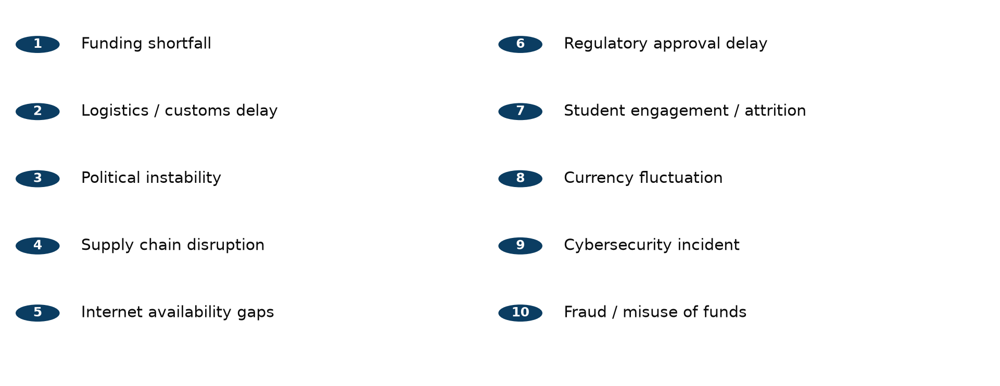 1 Funding shortfall
2 Logistics / customs delay
3 Political instability
4 Supply chain disruption
5 Internet availability gaps
6 Regulatory approval delay
7 Student engagement / attrition
8 Currency fluctuation
9 Cybersecurity incident
10 Fraud / misuse of funds